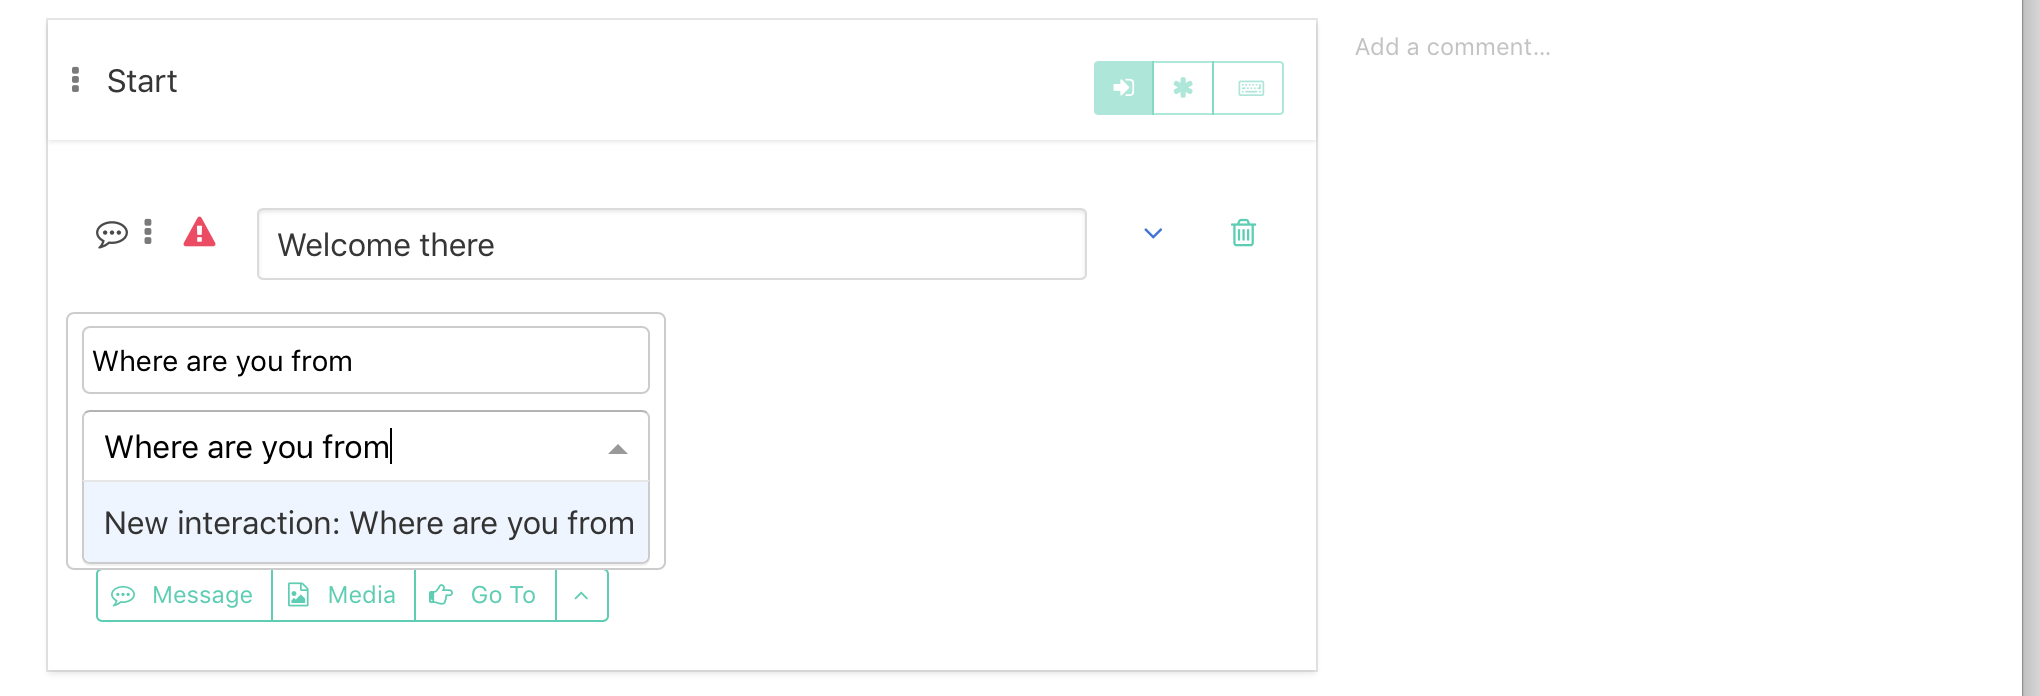 Start
Add a comment...
Welcome there
Where are you from
Where are you from
New interaction: Where are you from
Message Media Go To